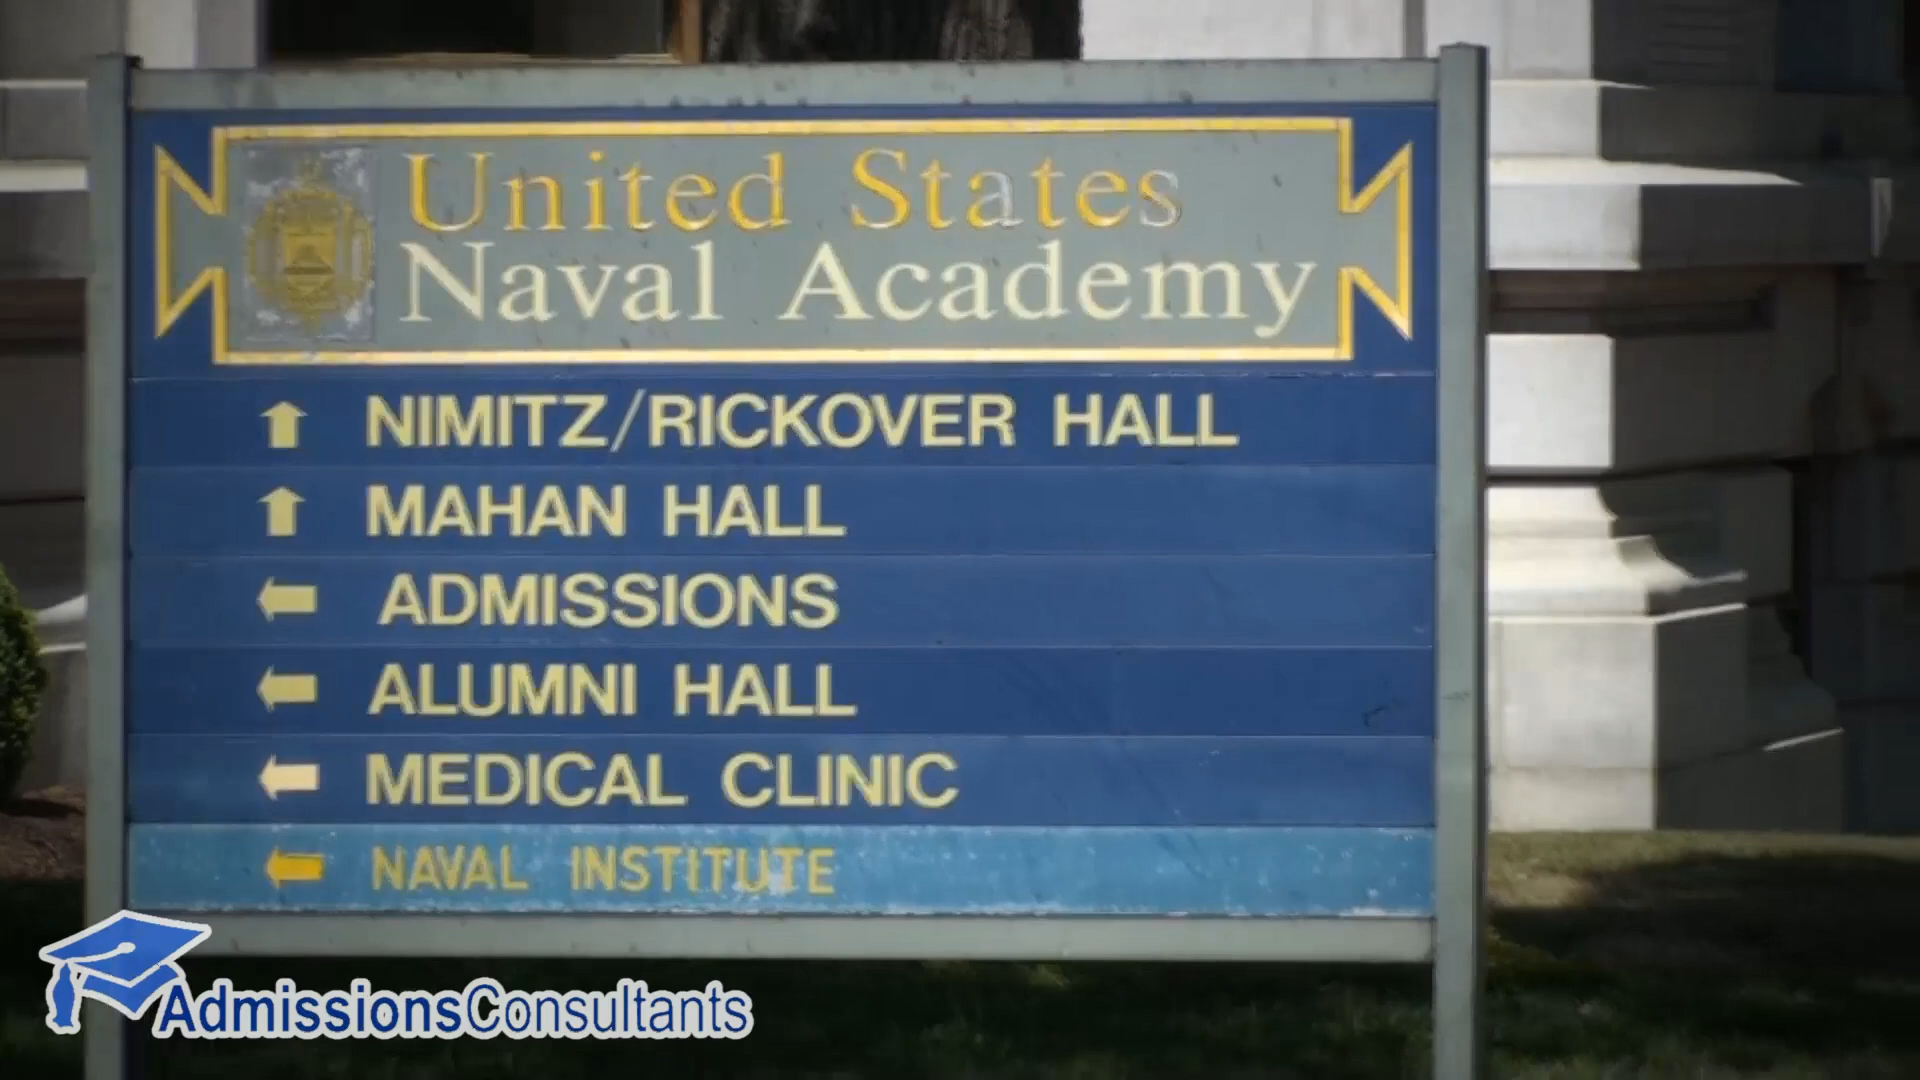 United States
Naval Academy
NIMITZ/RICKOVER HALL
MAHAN HALL
ADMISSIONS
ALUMNI HALL
MEDICAL CLINIC
NAVAL INSTITUTE
AdmissionsConsultants